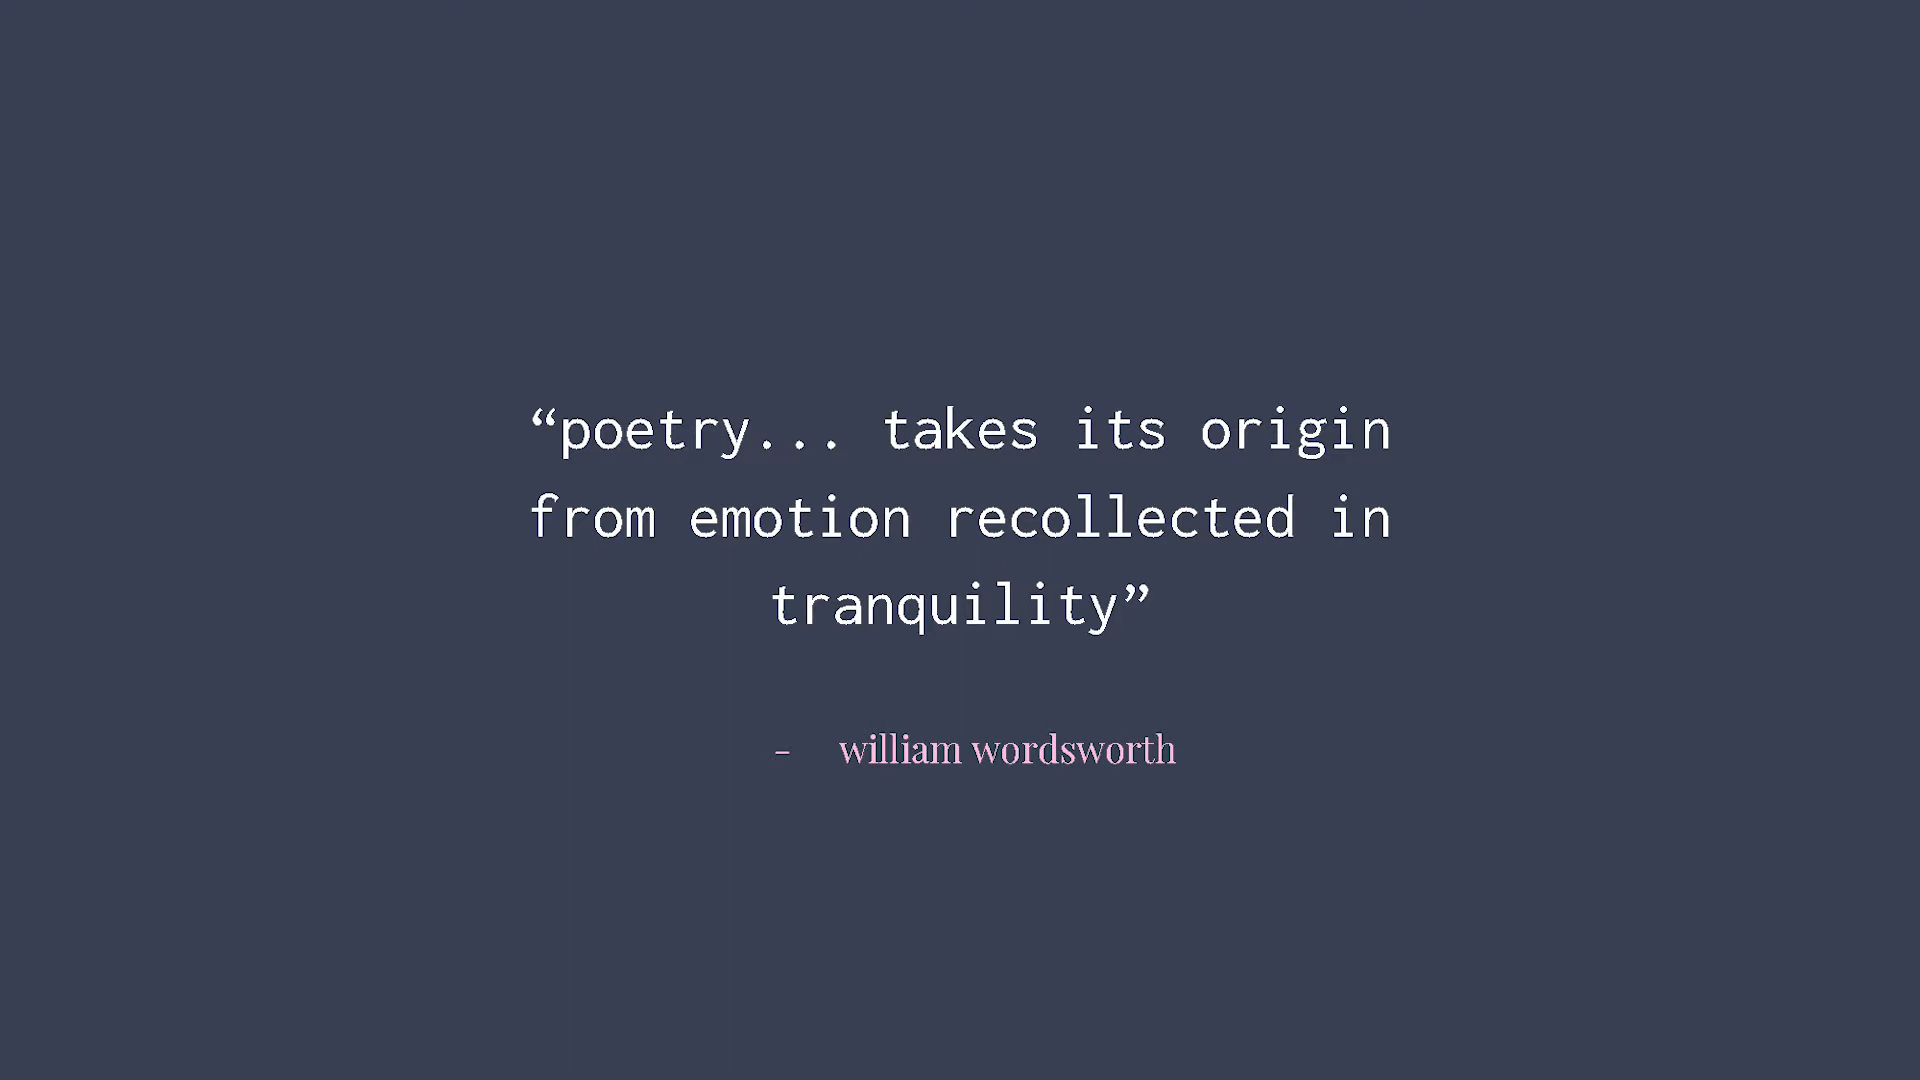 “poetry... takes its origin
from emotion recollected in
tranquility”
- william wordsworth